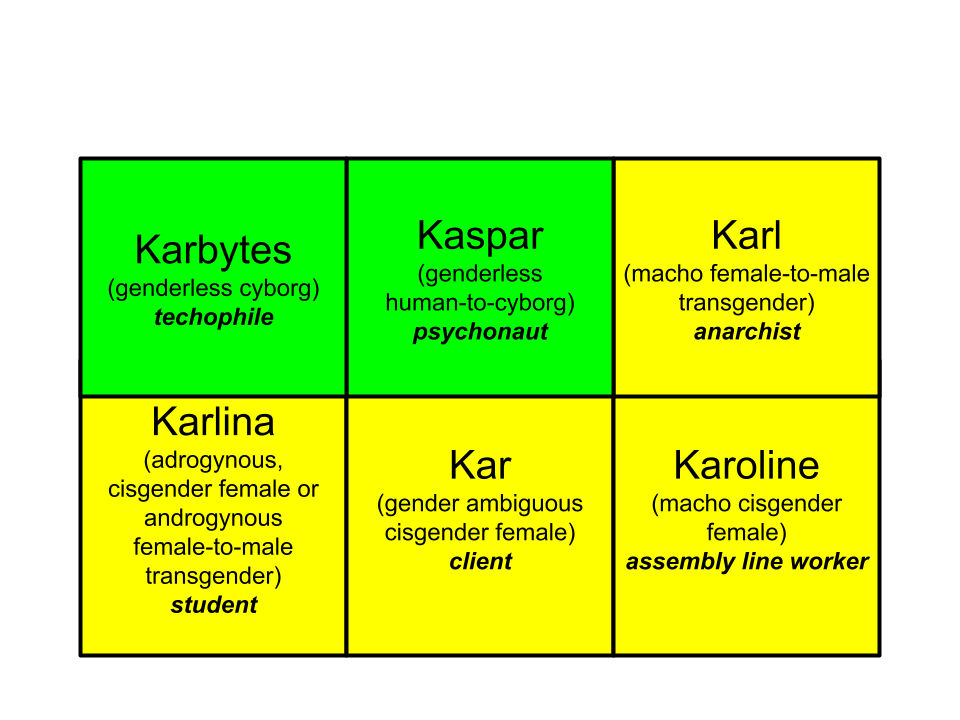 Karbytes
(genderless cyborg)
techophile
Kaspar
(genderless
human-to-cyborg)
psychonaut
Karl
(macho female-to-male
transgender)
anarchist
Karlina
(adrogynous,
cisgender female or
androgynous
female-to-male
transgender)
student
Kar
(gender ambiguous
cisgender female)
client
Karoline
(macho cisgender
female)
assembly line worker